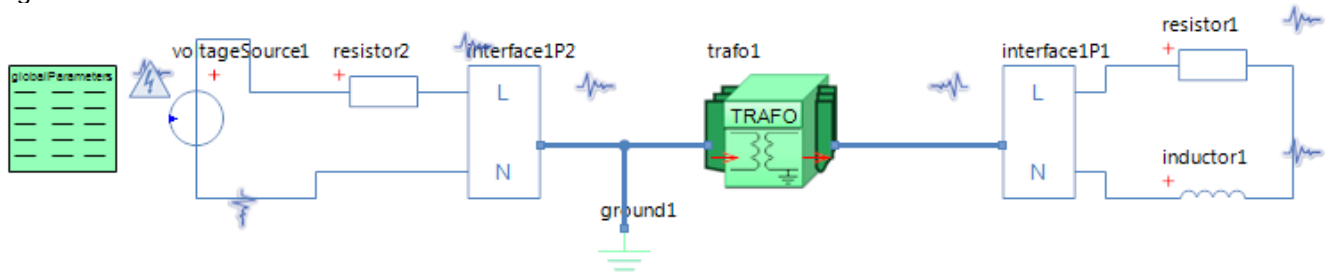 resistor1
voltageSource1
resistor2
interface1P2
trafo1
interface1P1
globalParameters
L
L
TRAFO
N
N
inductor1
ground1